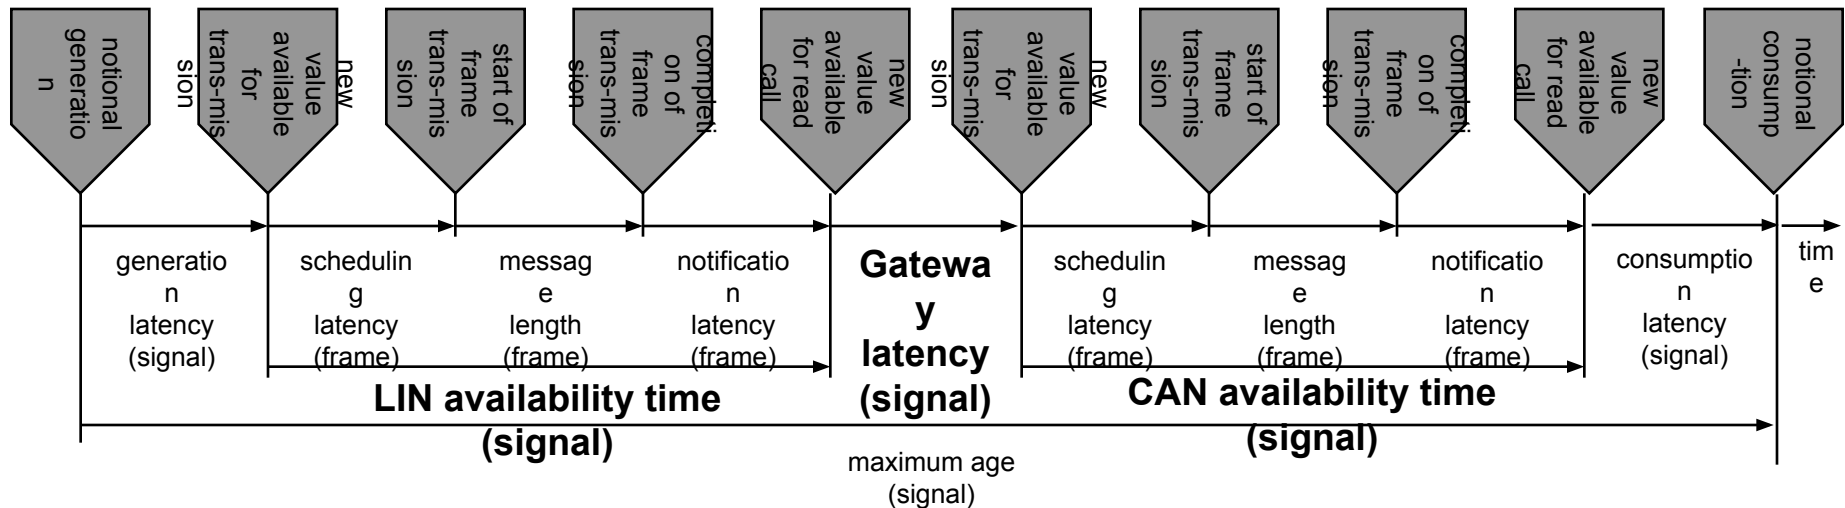 notional
generatio
n
new
value
available
for
trans-mis
sion
start of
frame
trans-mis
sion
completi
on of
frame
trans-mis
sion
new
value
available
for read
call
new
value
available
for
trans-mis
sion
start of
frame
trans-mis
sion
completi
on of
frame
trans-mis
sion
new
value
available
for read
call
notional
consump
-tion
generatio
n
latency
(signal)
schedulin
g
latency
(frame)
messag
e
length
(frame)
notificatio
n
latency
(frame)
Gatewa
y
latency
(signal)
schedulin
g
latency
(frame)
messag
e
length
(frame)
notificatio
n
latency
(frame)
consumptio
n
latency
(signal)
tim
e
LIN availability time
(signal)
CAN availability time
(signal)
maximum age
(signal)